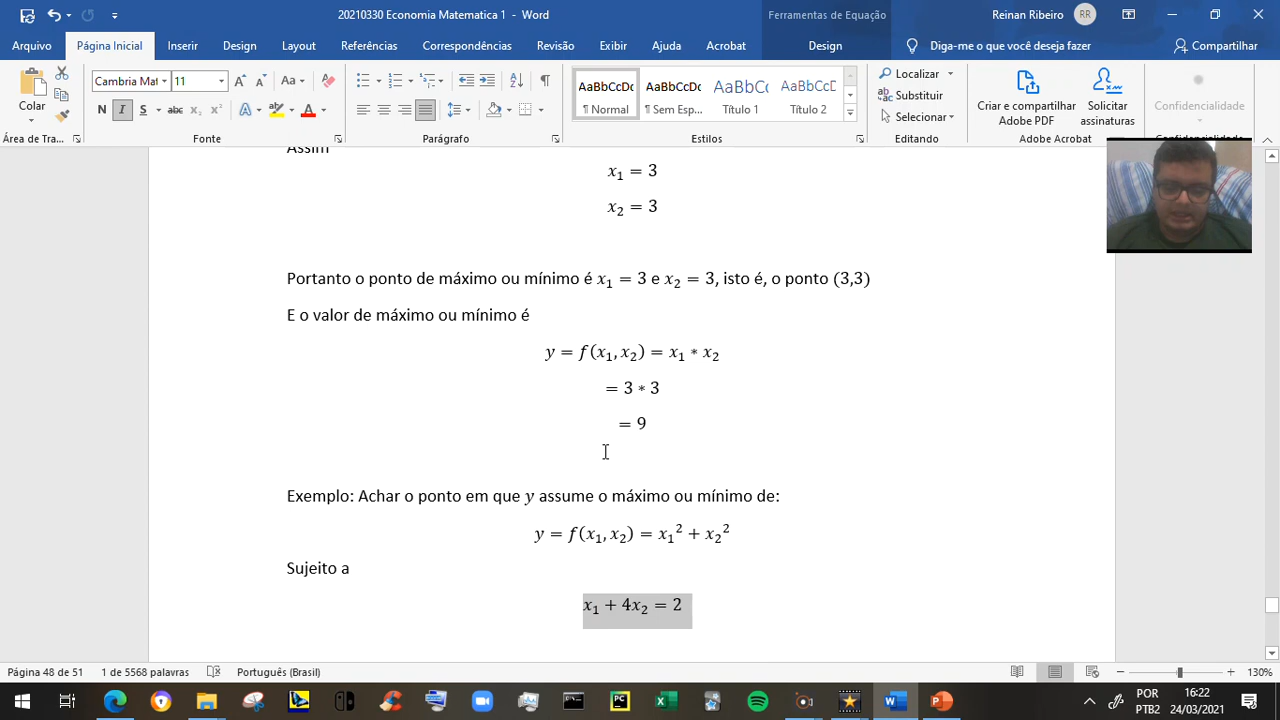 20210330 Economia Matematica 1 - Word
Ferramentas de Equação
Reinan Ribeiro
RR
Arquivo
Página Inicial
Inserir
Design
Layout
Referências
Correspondências
Revisão
Exibir
Ajuda
Acrobat
Design
Diga-me o que você deseja fazer
Compartilhar
Colar
Área de Tra...
Cambria Mat
11
Fonte
Parágrafo
AaBbCcDc
¶ Normal
AaBbCcDc
¶ Sem Esp...
AaBbCc
Título 1
AaBbCcD
Título 2
Estilos
Localizar
Substituir
Selecionar
Editando
Criar e compartilhar
Adobe PDF
Solicitar
assinaturas
Adobe Acrobat
Confidencialidade
Confidencialidade
Assim
x₁ = 3
x₂ = 3
Portanto o ponto de máximo ou mínimo é x₁ = 3 e x₂ = 3, isto é, o ponto (3,3)
E o valor de máximo ou mínimo é
y = f(x₁, x₂) = x₁ ∗ x₂
= 3 ∗ 3
= 9
Exemplo: Achar o ponto em que y assume o máximo ou mínimo de:
y = f(x₁, x₂) = x₁² + x₂²
Sujeito a
x₁ + 4x₂ = 2
Página 48 de 51
1 de 5568 palavras
Português (Brasil)
130%
POR
PTB2
16:22
24/03/2021